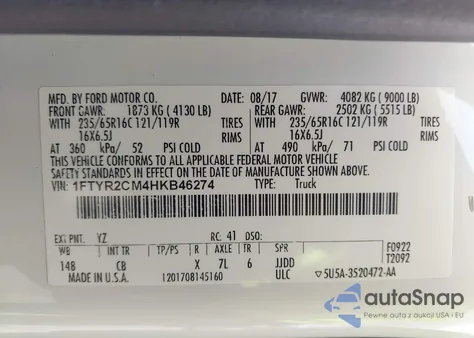 MFD. BY FORD MOTOR CO. DATE: 08/17 GVWR: 4082 KG ( 9000 LB)
FRONT GAWR: 1873 KG ( 4130 LB) REAR GAWR: 2502 KG ( 5515 LB)
WITH 235/65R16C 121/119R TIRES WITH 235/65R16C 121/119R TIRES
16X6.5J RIMS 16X6.5J RIMS
AT 360 kPa/ 52 PSI COLD AT 490 kPa/ 71 PSI COLD
THIS VEHICLE CONFORMS TO ALL APPLICABLE FEDERAL MOTOR VEHICLE
SAFETY STANDARDS IN EFFECT ON THE DATE OF MANUFACTURE SHOWN ABOVE.
VIN: 1FTYR2CM4HKB46274 TYPE: Truck
EXT PNT: YZ RC: 41 DSO:
WB INT TR TP/PS R AXLE TR SPR F0922
148 CB X 7L 6 JJDD T2092
MADE IN U.S.A. 1201708145160 ULC 5U5A-3520472-AA
autoSnap
Pewne auta z USA i EU